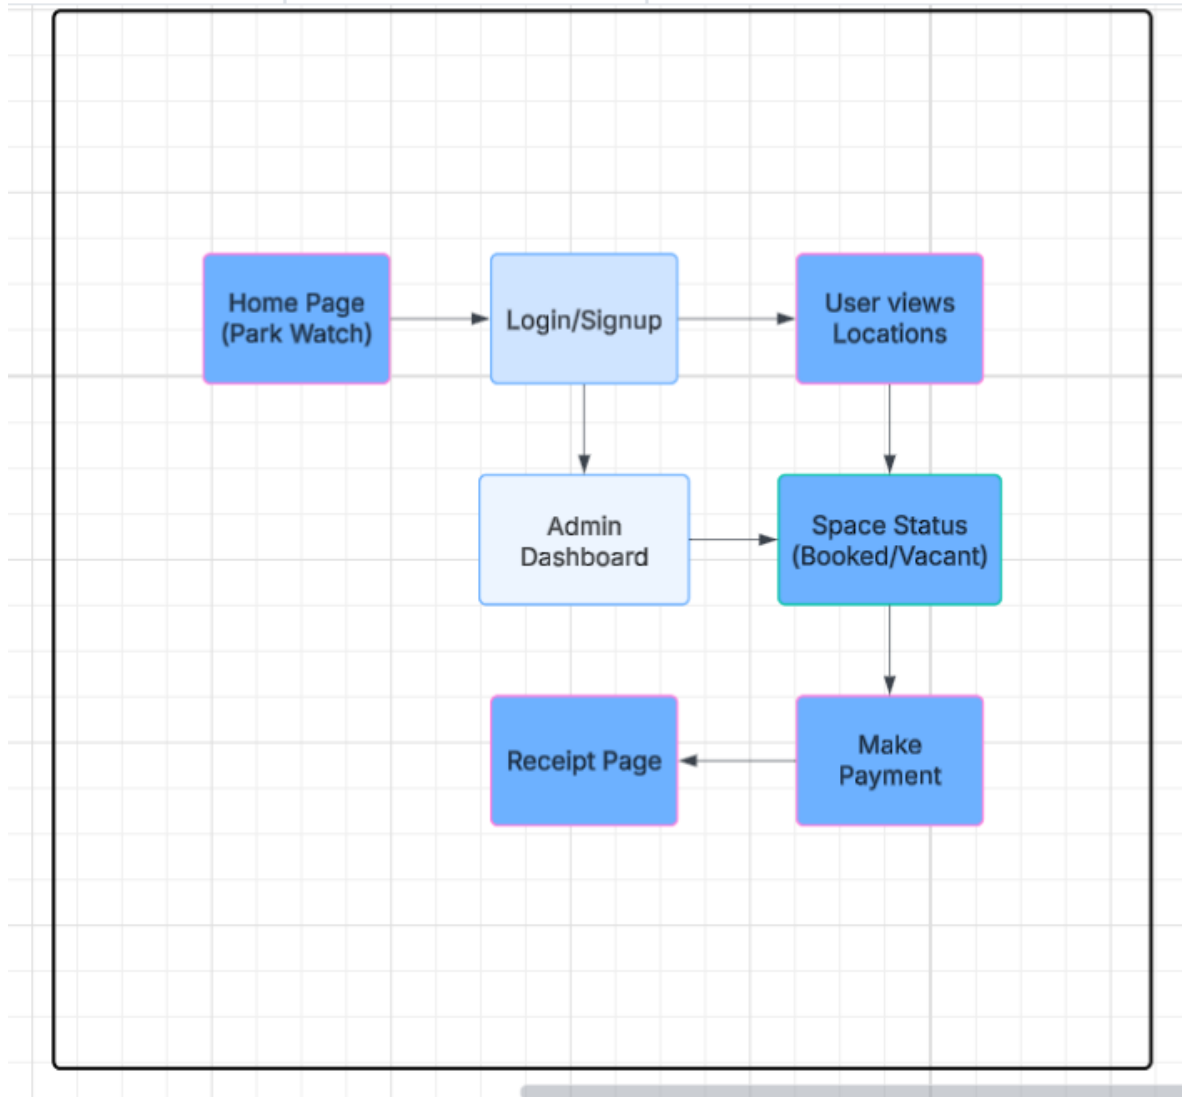 Home Page
(Park Watch)
Login/Signup
User views
Locations
Admin
Dashboard
Space Status
(Booked/Vacant)
Receipt Page
Make
Payment